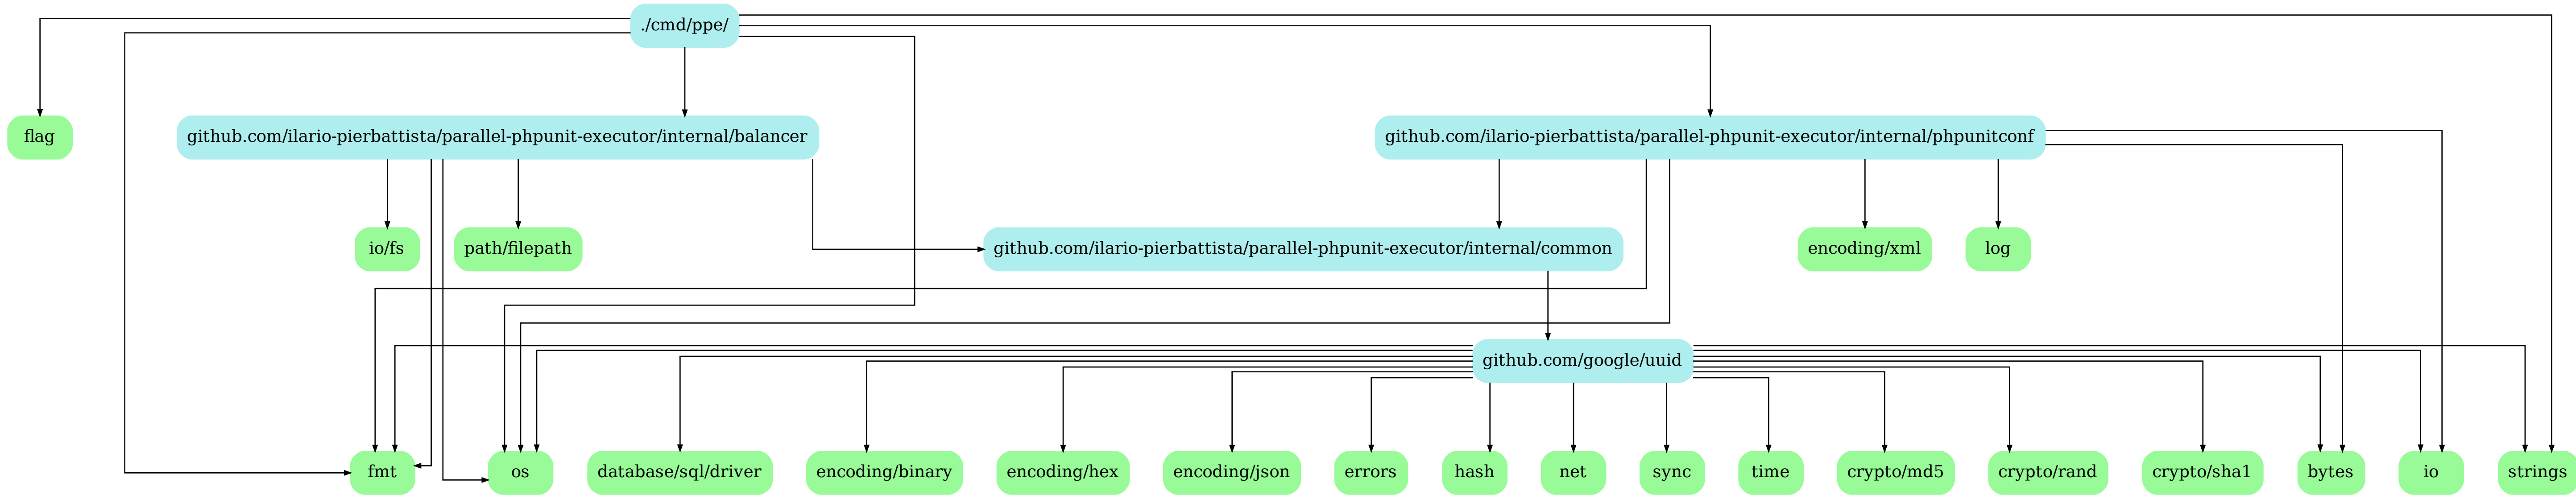 ./cmd/ppe/
flag
github.com/ilario-pierbattista/parallel-phpunit-executor/internal/balancer
github.com/ilario-pierbattista/parallel-phpunit-executor/internal/phpunitconf
io/fs
path/filepath
github.com/ilario-pierbattista/parallel-phpunit-executor/internal/common
encoding/xml
log
github.com/google/uuid
fmt
os
database/sql/driver
encoding/binary
encoding/hex
encoding/json
errors
hash
net
sync
time
crypto/md5
crypto/rand
crypto/sha1
bytes
io
strings